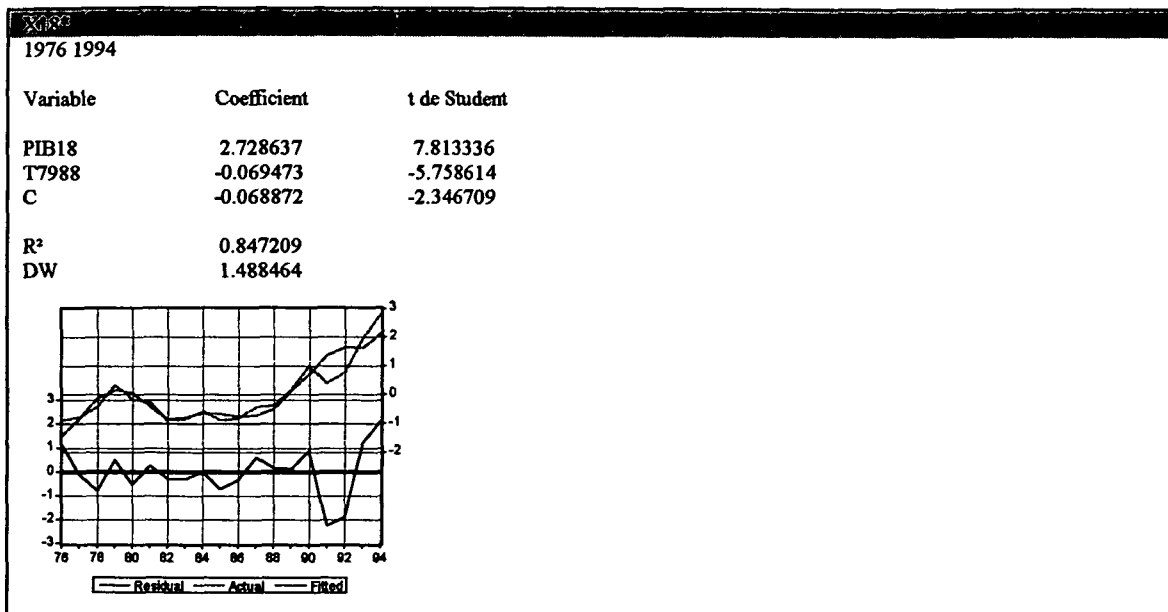 1976 1994
Variable Coefficient t de Student
PIB18 2.728637 7.813336
T7988 -0.069473 -5.758614
C -0.068872 -2.346709
R² 0.847209
DW 1.488464
3
2
1
0
-1
-2
3
2
1
0
-1
-2
-3
76 78 80 82 84 86 88 90 92 94
Residual Actual Fitted